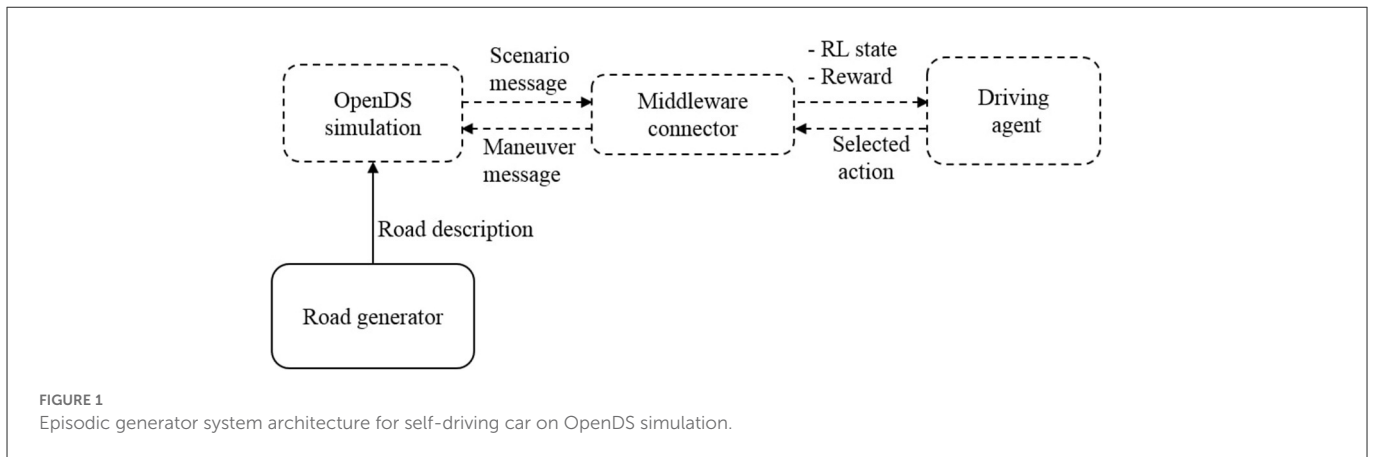 Scenario
message
- RL state
- Reward
OpenDS
simulation
Middleware
connector
Driving
agent
Maneuver
message
Selected
action
Road description
Road generator
FIGURE 1
Episodic generator system architecture for self-driving car on OpenDS simulation.